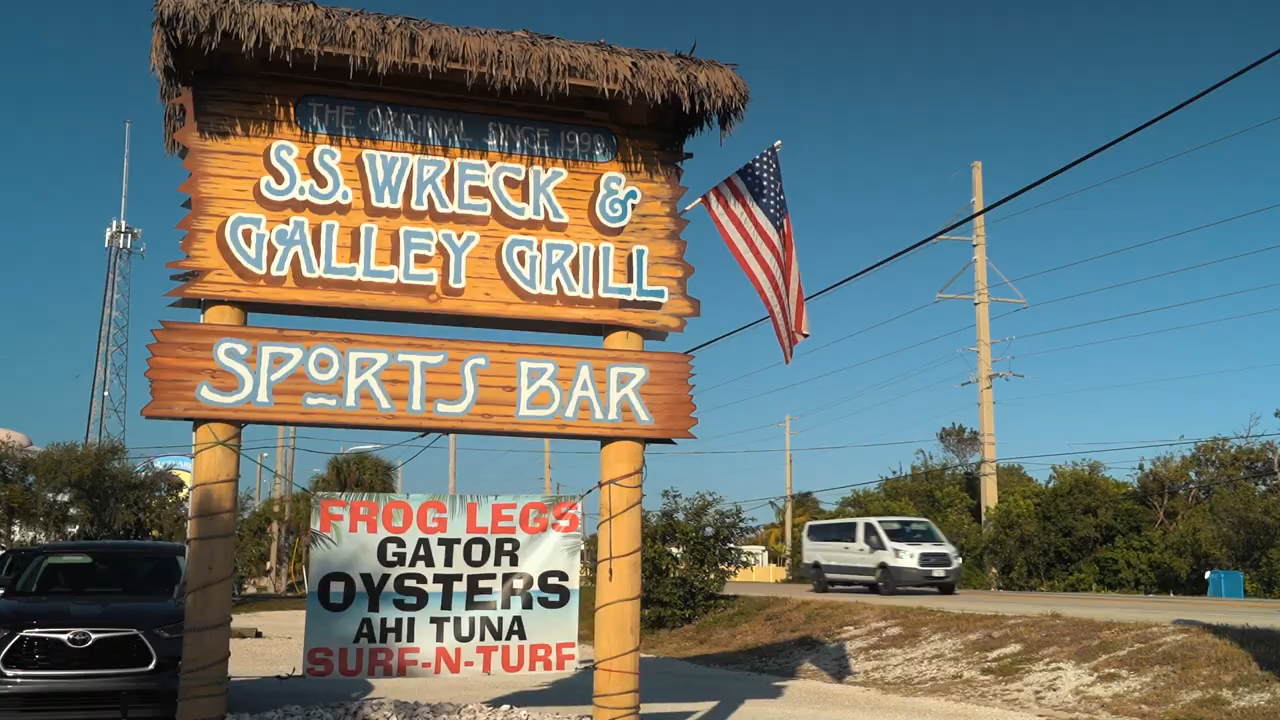 THE ORIGINAL SINCE 1990
S.S. WRECK &
GALLEY GRILL
SPORTS BAR
FROG LEGS
GATOR
OYSTERS
AHI TUNA
SURF-N-TURF